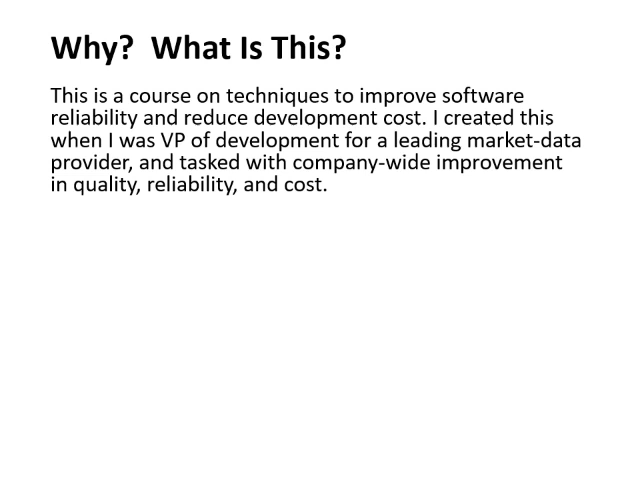 Why?  What Is This?
This is a course on techniques to improve software
reliability and reduce development cost. I created this
when I was VP of development for a leading market-data
provider, and tasked with company-wide improvement
in quality, reliability, and cost.